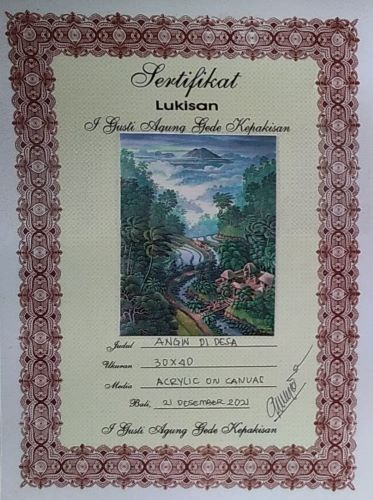 Sertifikat
Lukisan
I Gusti Agung Gede Kepakisan
Judul ANGIN DI DESA
Ukuran 30X40
Media ACRYLIC ON CANVAS
Bali, 21 DESEMBER 2021
I Gusti Agung Gede Kepakisan